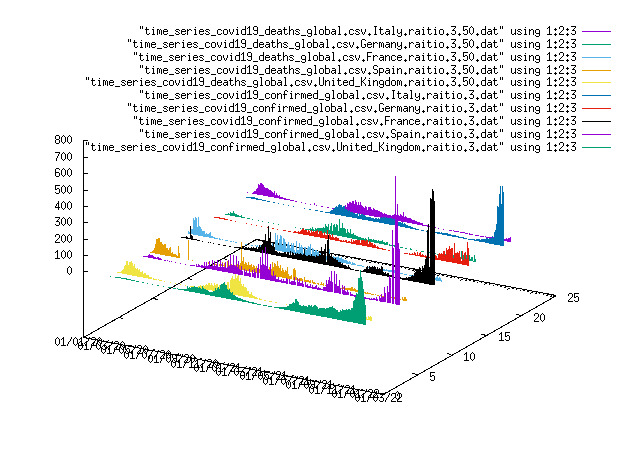 "time_series_covid19_deaths_global.csv.Italy.raitio.3.50.dat" using 1:2:3
"time_series_covid19_deaths_global.csv.Germany.raitio.3.50.dat" using 1:2:3
"time_series_covid19_deaths_global.csv.France.raitio.3.50.dat" using 1:2:3
"time_series_covid19_deaths_global.csv.Spain.raitio.3.50.dat" using 1:2:3
"time_series_covid19_deaths_global.csv.United_Kingdom.raitio.3.50.dat" using 1:2:3
"time_series_covid19_confirmed_global.csv.Italy.raitio.3.dat" using 1:2:3
"time_series_covid19_confirmed_global.csv.Germany.raitio.3.dat" using 1:2:3
"time_series_covid19_confirmed_global.csv.France.raitio.3.dat" using 1:2:3
"time_series_covid19_confirmed_global.csv.Spain.raitio.3.dat" using 1:2:3
"time_series_covid19_confirmed_global.csv.United_Kingdom.raitio.3.dat" using 1:2:3
800
700
600
500
400
300
200
100
0
25
20
15
10
5
0
01/03/22